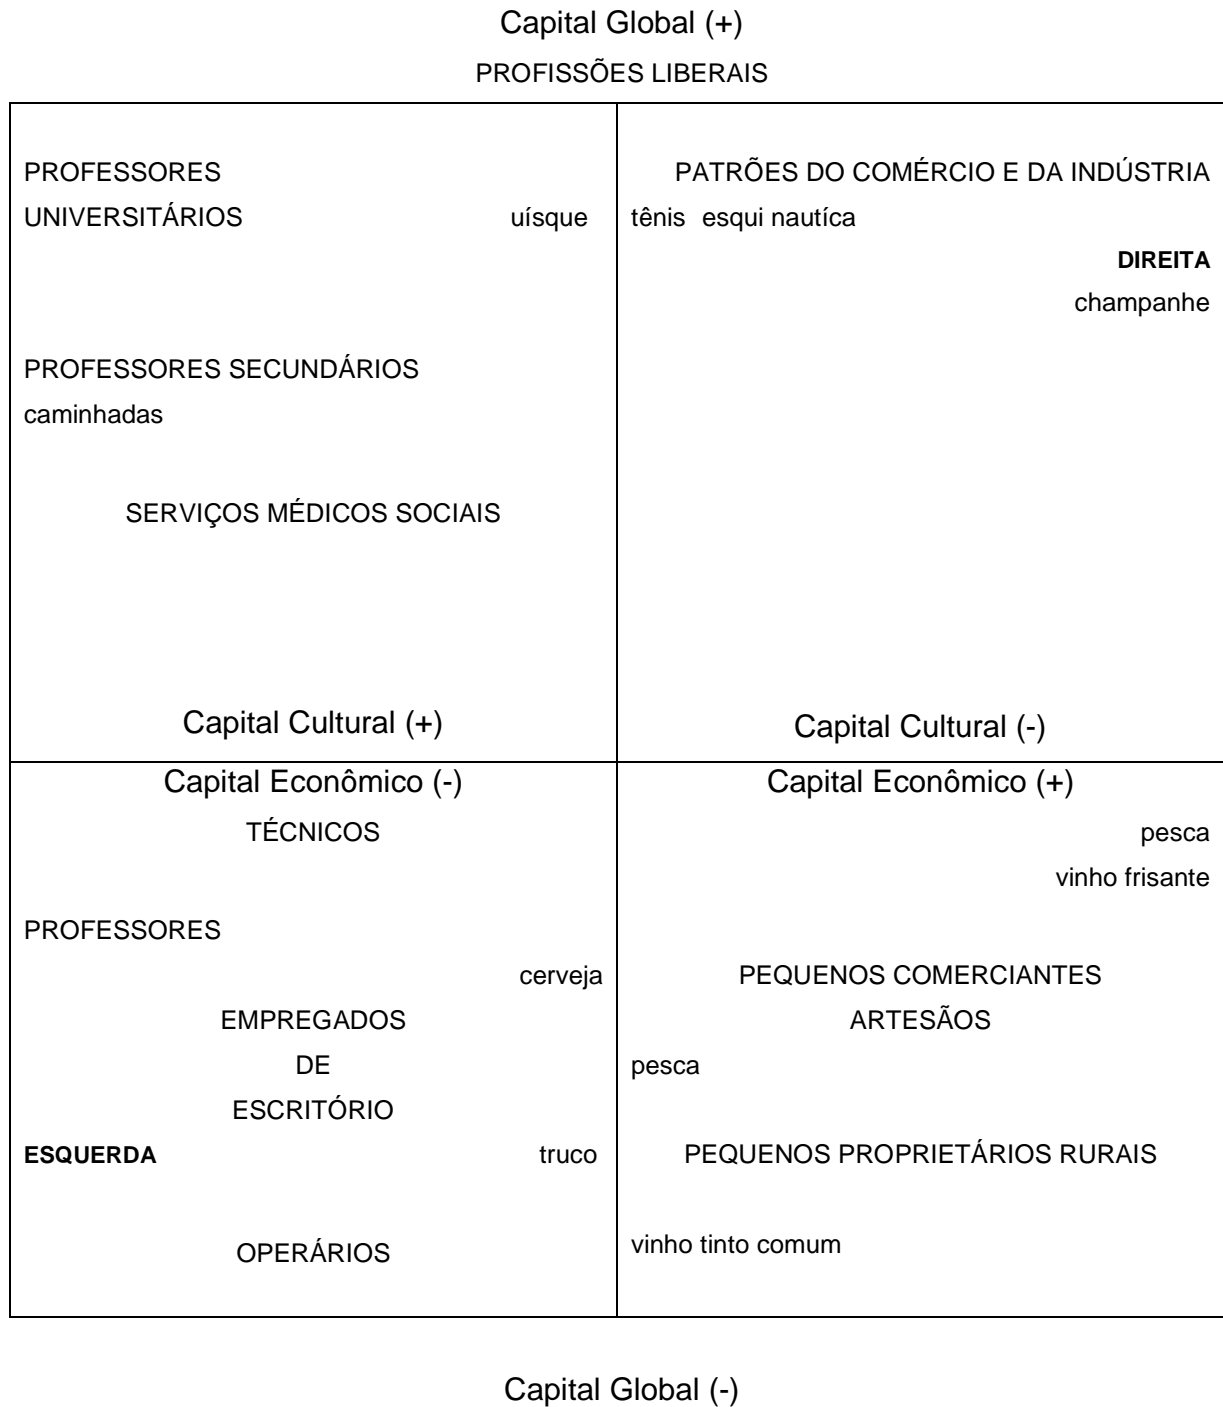 Capital Global (+)
PROFISSÕES LIBERAIS
PROFESSORES
UNIVERSITÁRIOS uísque
PATRÕES DO COMÉRCIO E DA INDÚSTRIA
tênis esqui nautíca
DIREITA
champanhe
PROFESSORES SECUNDÁRIOS
caminhadas
SERVIÇOS MÉDICOS SOCIAIS
Capital Cultural (+)
Capital Cultural (-)
Capital Econômico (-)
TÉCNICOS
PROFESSORES
cerveja
EMPREGADOS
DE
ESCRITÓRIO
ESQUERDA truco
OPERÁRIOS
Capital Econômico (+)
pesca
vinho frisante
PEQUENOS COMERCIANTES
ARTESÃOS
pesca
PEQUENOS PROPRIETÁRIOS RURAIS
vinho tinto comum
Capital Global (-)